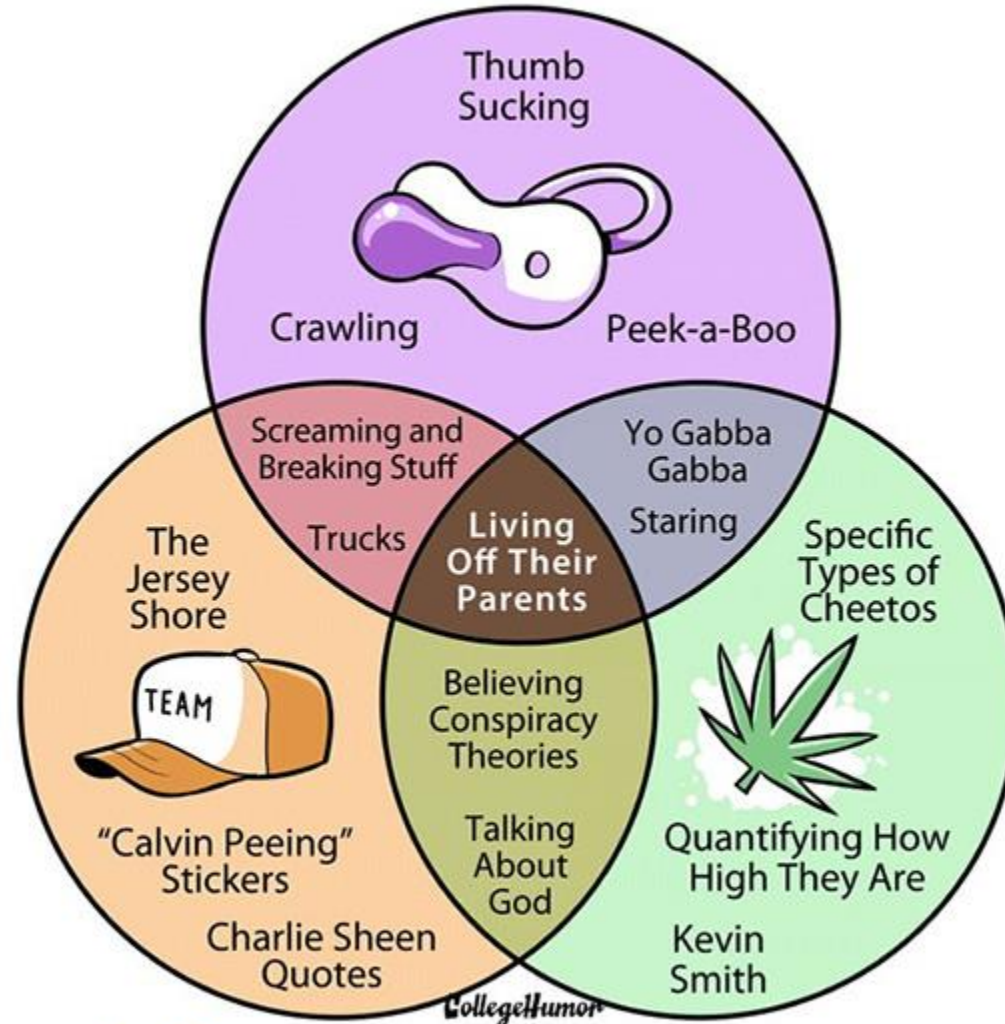 Thumb
Sucking
Crawling
Peek-a-Boo
Screaming and
Breaking Stuff
Trucks
Yo Gabba
Gabba
Staring
Living
Off Their
Parents
The
Jersey
Shore
TEAM
"Calvin Peeing"
Stickers
Charlie Sheen
Quotes
Believing
Conspiracy
Theories
Talking
About
God
Specific
Types of
Cheetos
Quantifying How
High They Are
Kevin
Smith
CollegeHumor